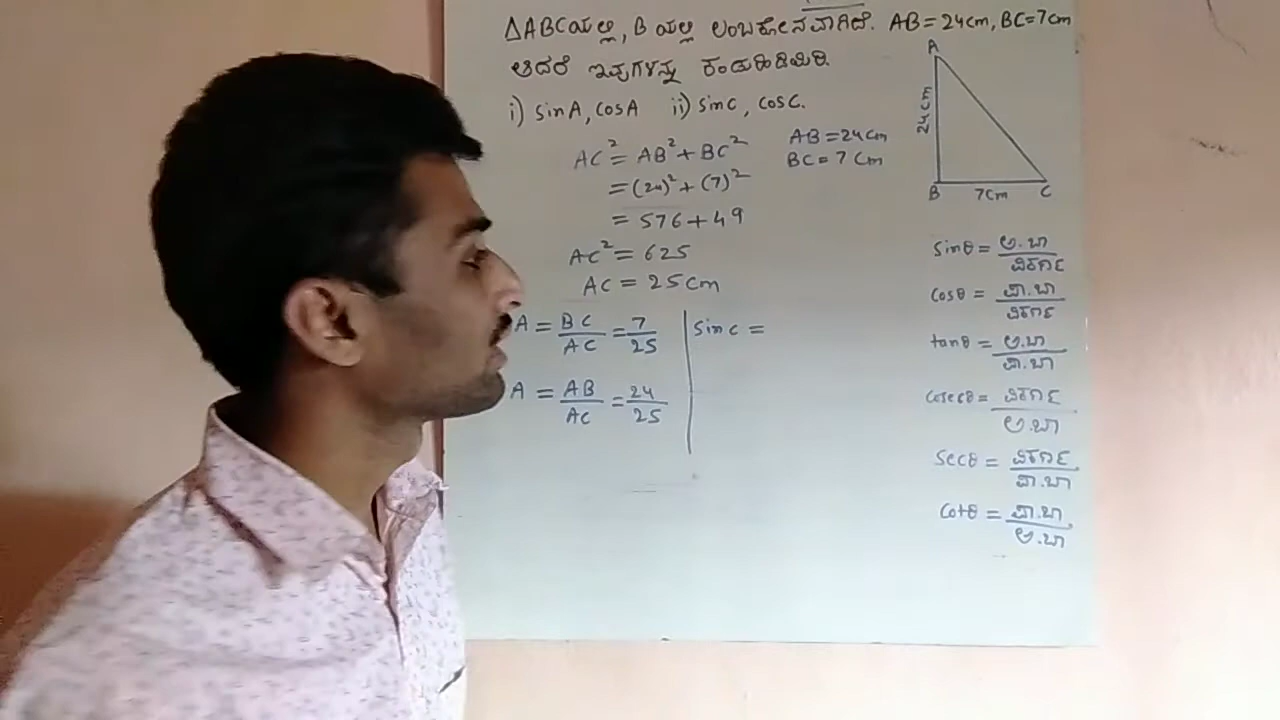 ΔABCಯಲ್ಲಿ, B ಯಲ್ಲಿ ಲಂಬಕೋನವಾಗಿದೆ. AB = 24cm, BC = 7cm
ಆದರೆ ಇವುಗಳನ್ನು ಕಂಡುಹಿಡಿಯಿರಿ.
i) sinA, cosA ii) sinc, cosc.
AC² = AB² + BC²
= (24)² + (7)²
= 576 + 49
AC² = 625
AC = 25cm
AB = 24cm
BC = 7 cm
A
24cm
B
7cm
C
A = BC/AC = 7/25
A = AB/AC = 24/25
Sin c =
sinθ = ಅ.ಬಾ/ವಿಕರ್ಣ
cosθ = ಪಾ.ಬಾ/ವಿಕರ್ಣ
tanθ = ಅ.ಬಾ/ಪಾ.ಬಾ
cosecθ = ವಿಕರ್ಣ/ಅ.ಬಾ
secθ = ವಿಕರ್ಣ/ಪಾ.ಬಾ
cotθ = ಪಾ.ಬಾ/ಅ.ಬಾ